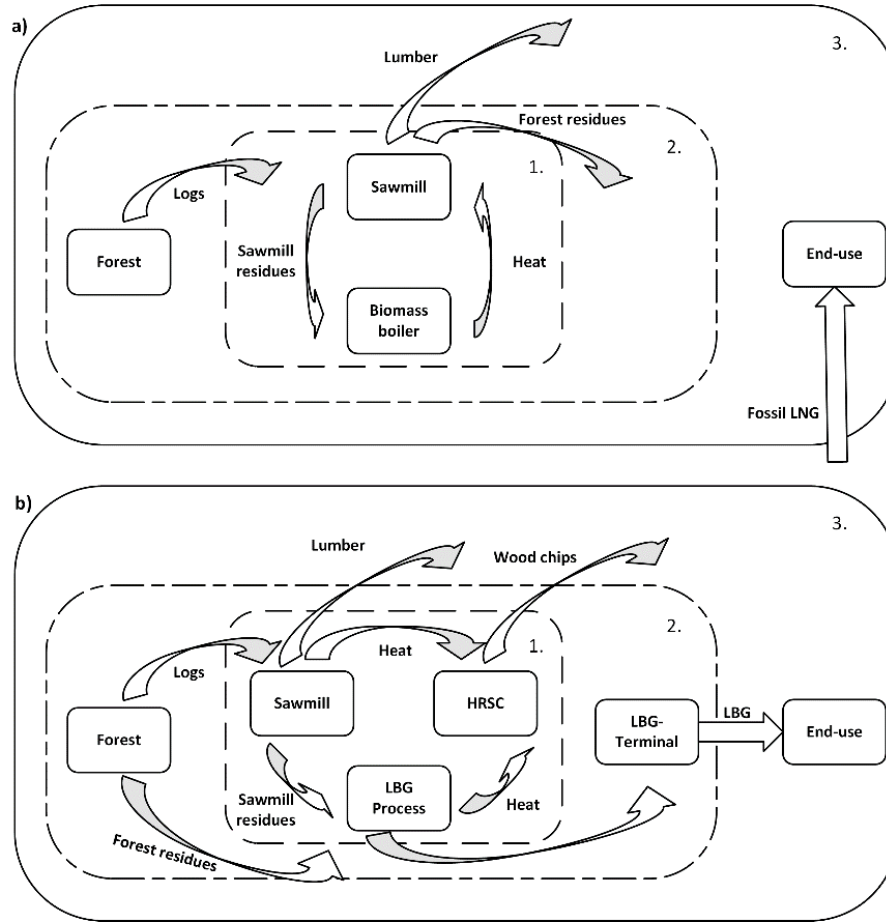 a)
3.
Lumber
Forest residues
2.
1.
Logs
Sawmill
Forest
Sawmill
residues
Heat
End-use
Biomass
boiler
Fossil LNG
b)
3.
Lumber
Wood chips
2.
1.
Logs
Heat
Sawmill
HRSC
Forest
LBG-
Terminal
LBG
End-use
LBG
Process
Sawmill
residues
Heat
Forest residues